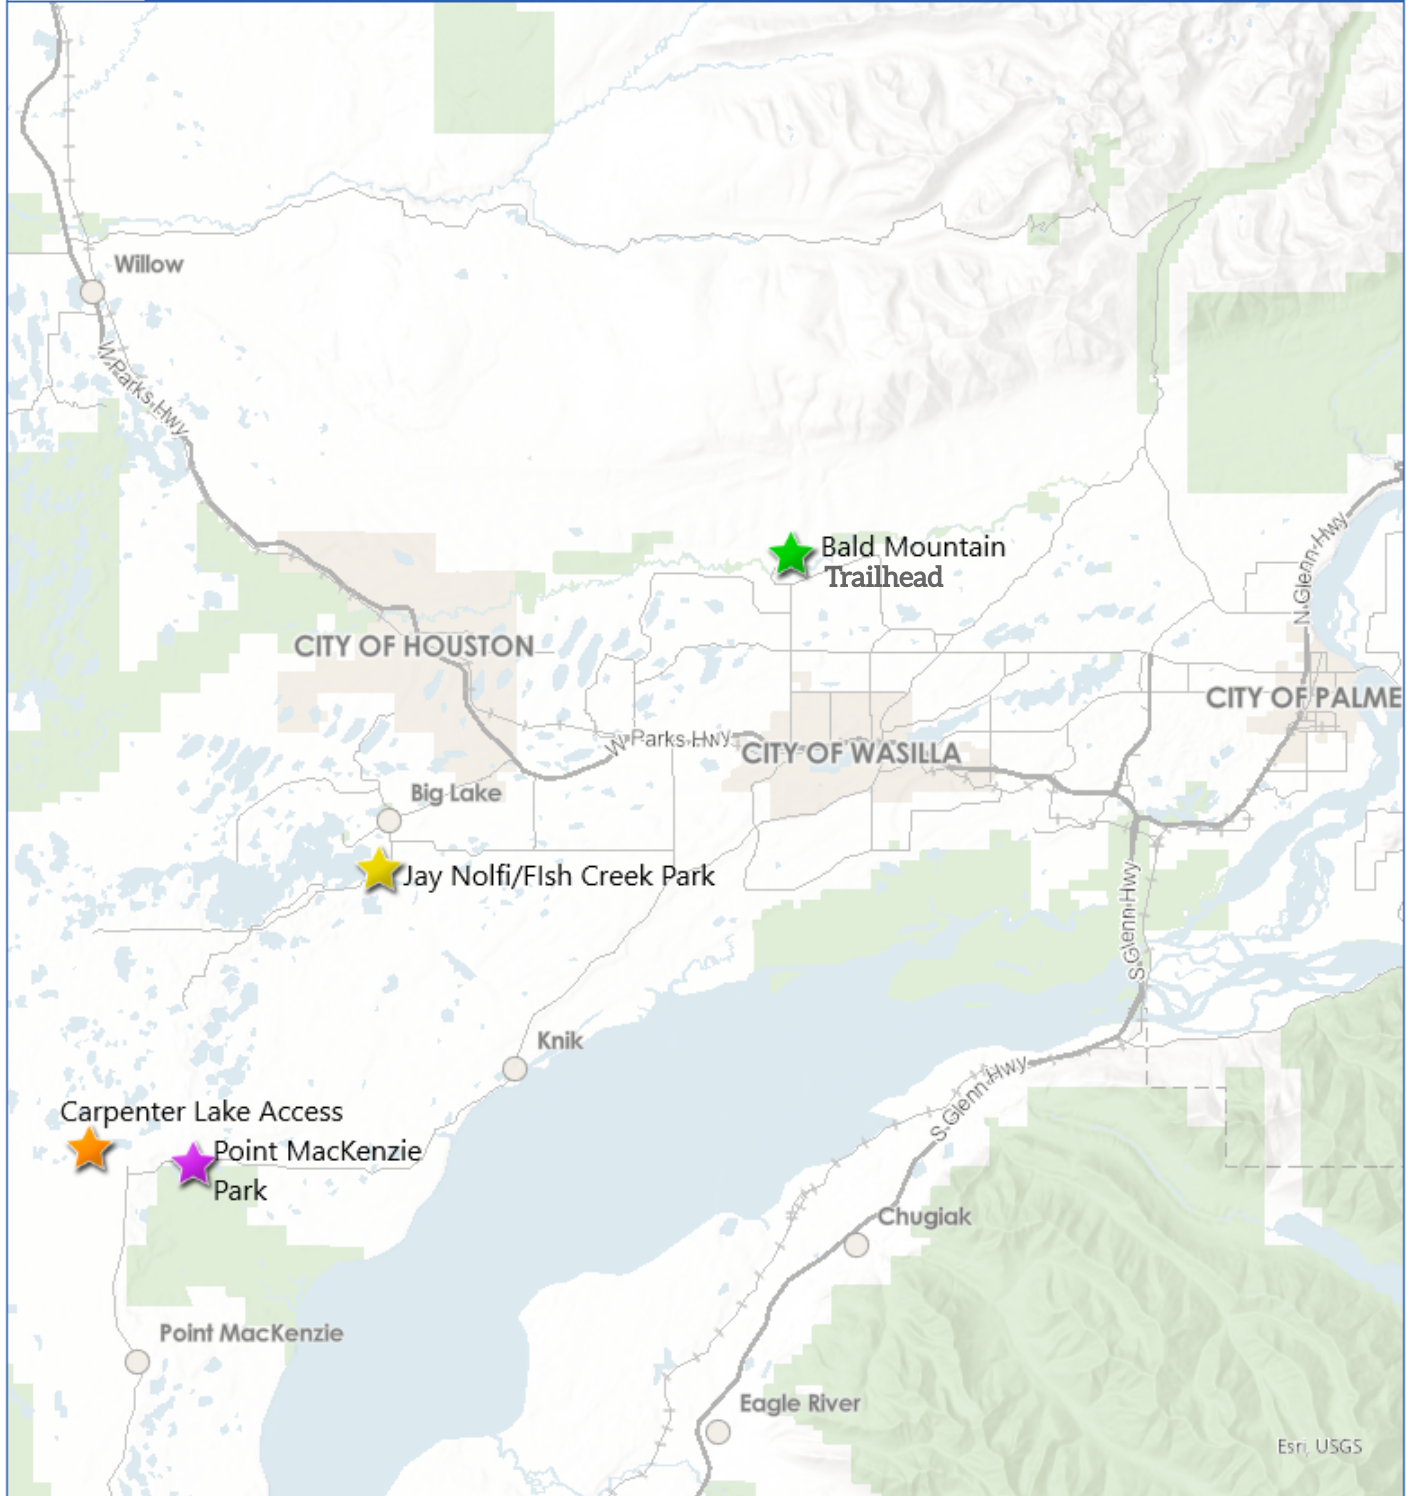 Willow
W Parks Hwy
Bald Mountain
Trailhead
N Glenn Hwy
CITY OF HOUSTON
CITY OF PALME
W Parks Hwy
CITY OF WASILLA
Big Lake
Jay Nolfi/FIsh Creek Park
S Glenn Hwy
Knik
S Glenn Hwy
Carpenter Lake Access
Point MacKenzie
Park
Chugiak
Point MacKenzie
Eagle River
Esri, USGS